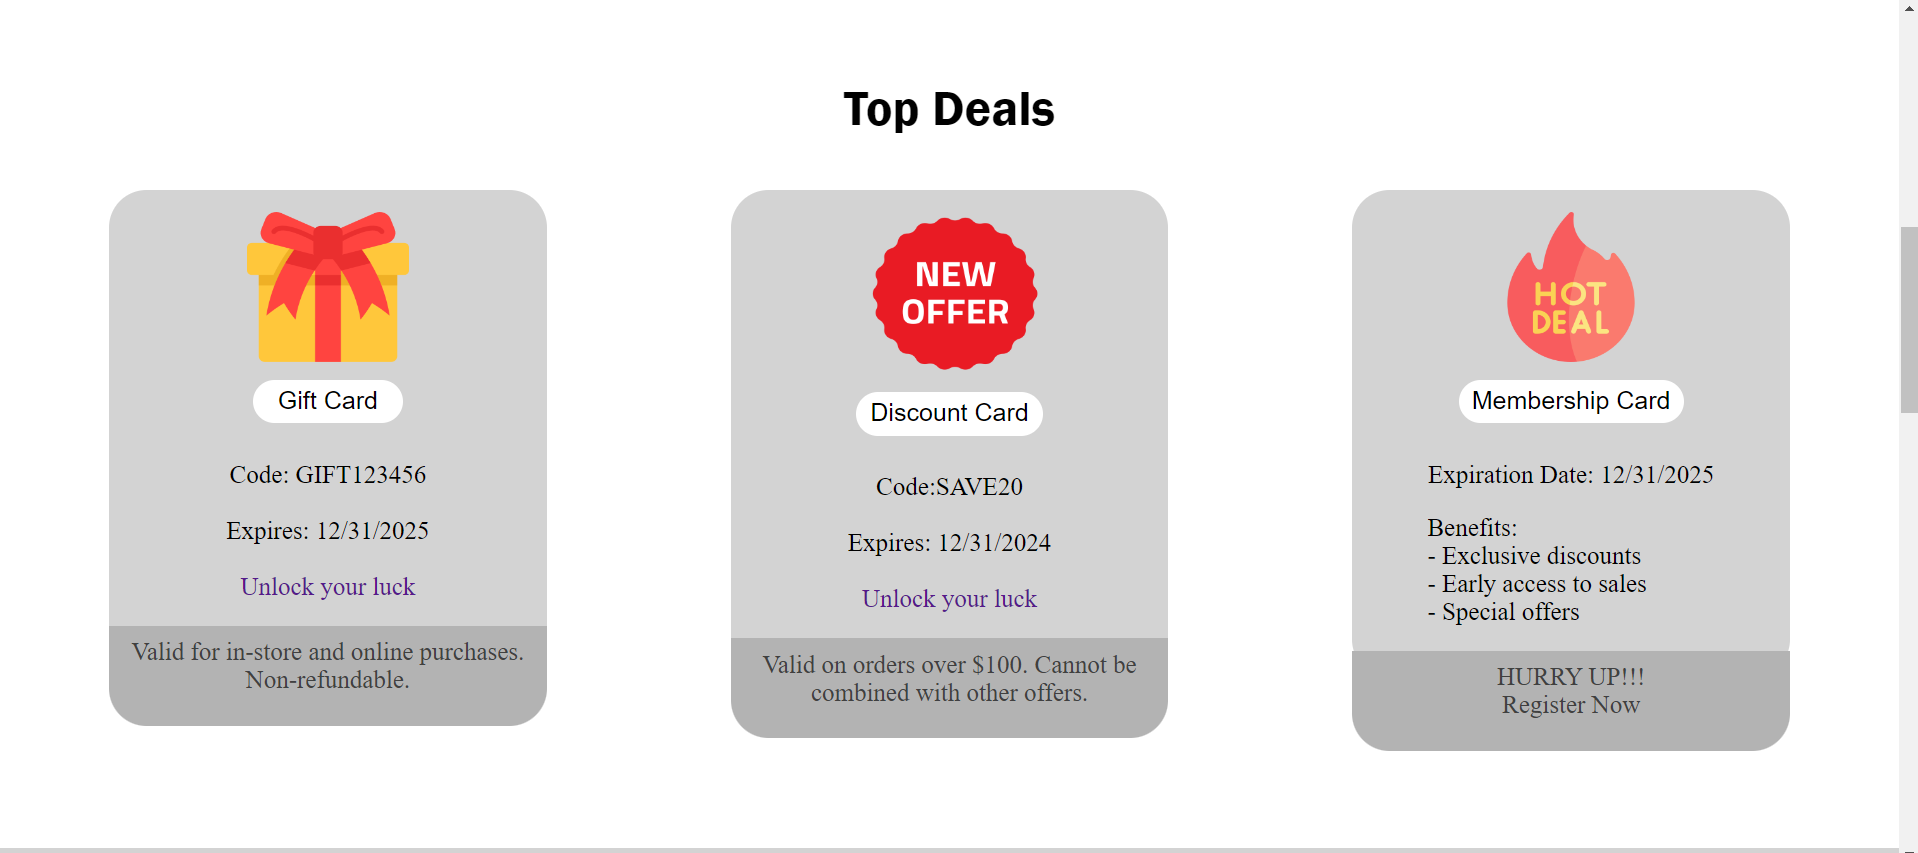 Top Deals
NEW
OFFER
HOT
DEAL
Gift Card
Code: GIFT123456
Expires: 12/31/2025
Unlock your luck
Valid for in-store and online purchases.
Non-refundable.
Discount Card
Code:SAVE20
Expires: 12/31/2024
Unlock your luck
Valid on orders over $100. Cannot be
combined with other offers.
Membership Card
Expiration Date: 12/31/2025
Benefits:
- Exclusive discounts
- Early access to sales
- Special offers
HURRY UP!!!
Register Now